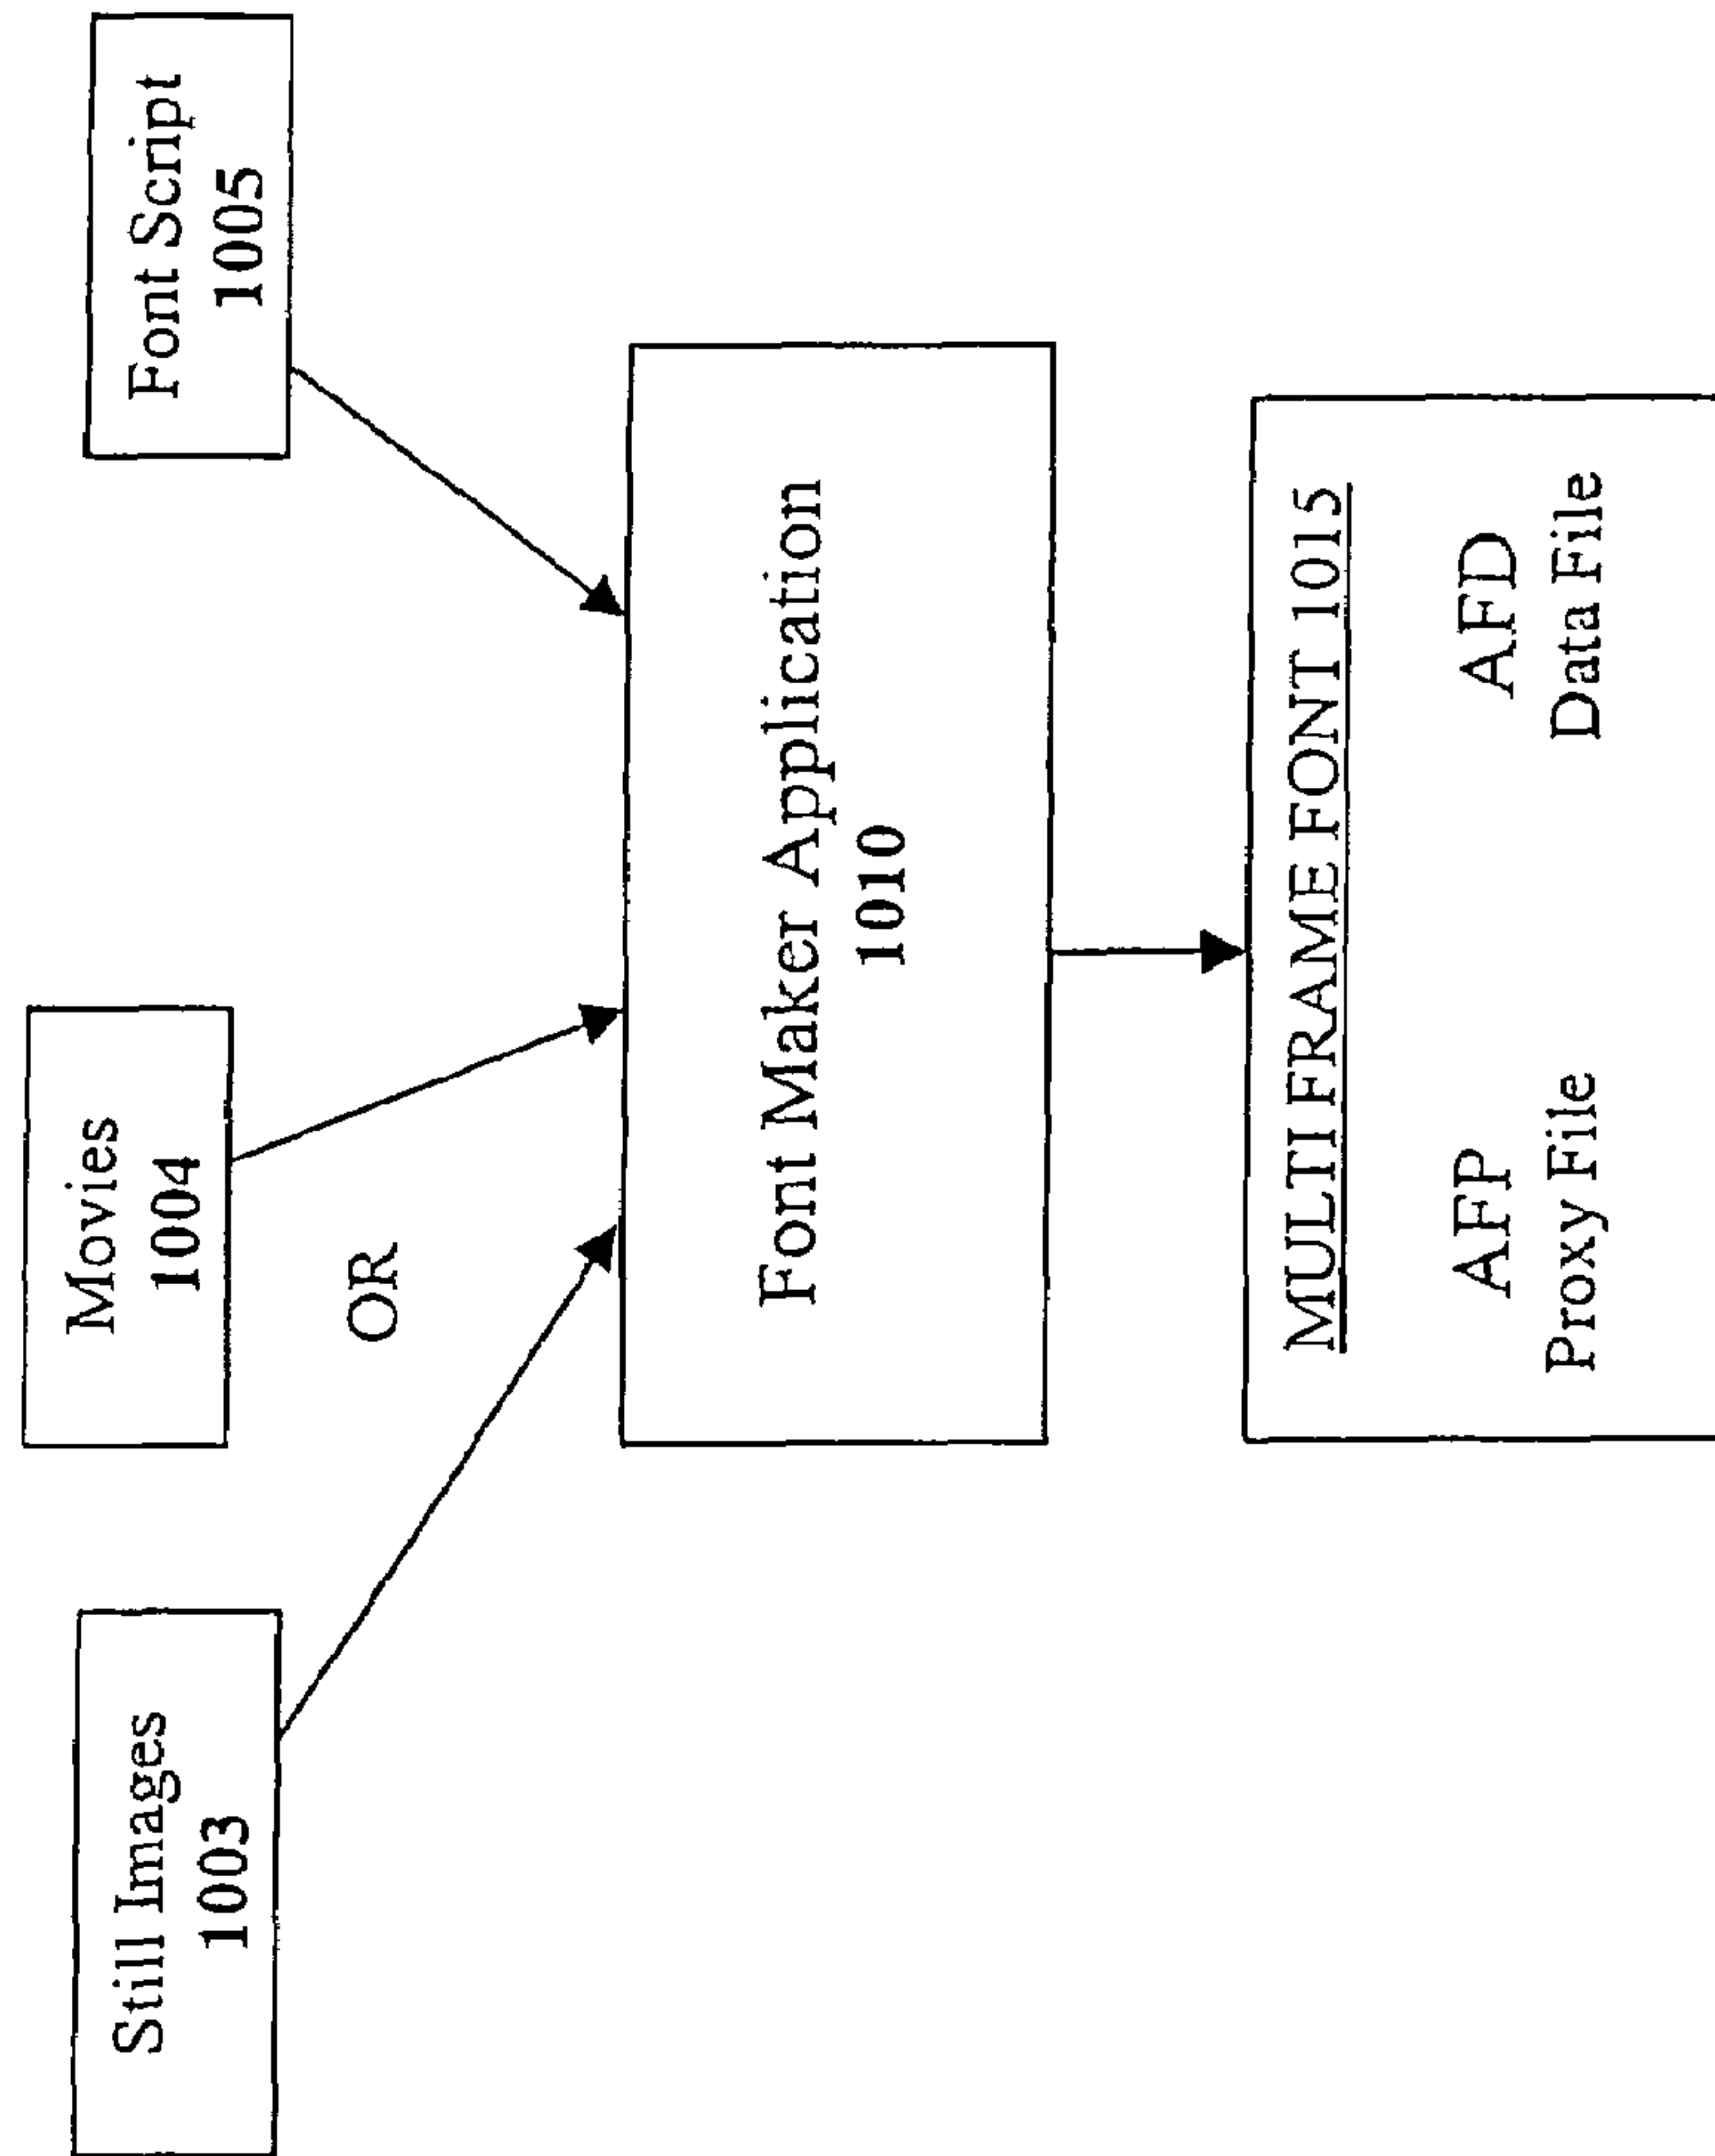 Still Images
1003
Movies
1004
OR
Font Script
1005
Font Maker Application
1010
MULTI FRAME FONT 1015
AFP
Proxy File
AFD
Data File